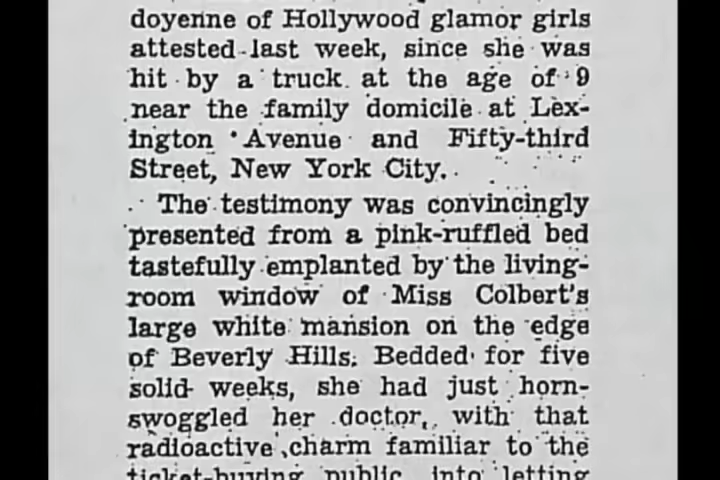 doyenne of Hollywood glamor girls
attested last week, since she was
hit by a truck at the age of 9
near the family domicile at Lex-
ington Avenue and Fifty-third
Street, New York City.
The testimony was convincingly
presented from a pink-ruffled bed
tastefully emplanted by the living-
room window of Miss Colbert's
large white mansion on the edge
of Beverly Hills. Bedded for five
solid weeks, she had just horn-
swoggled her doctor, with that
radioactive charm familiar to the
ticket-buying public, into letting